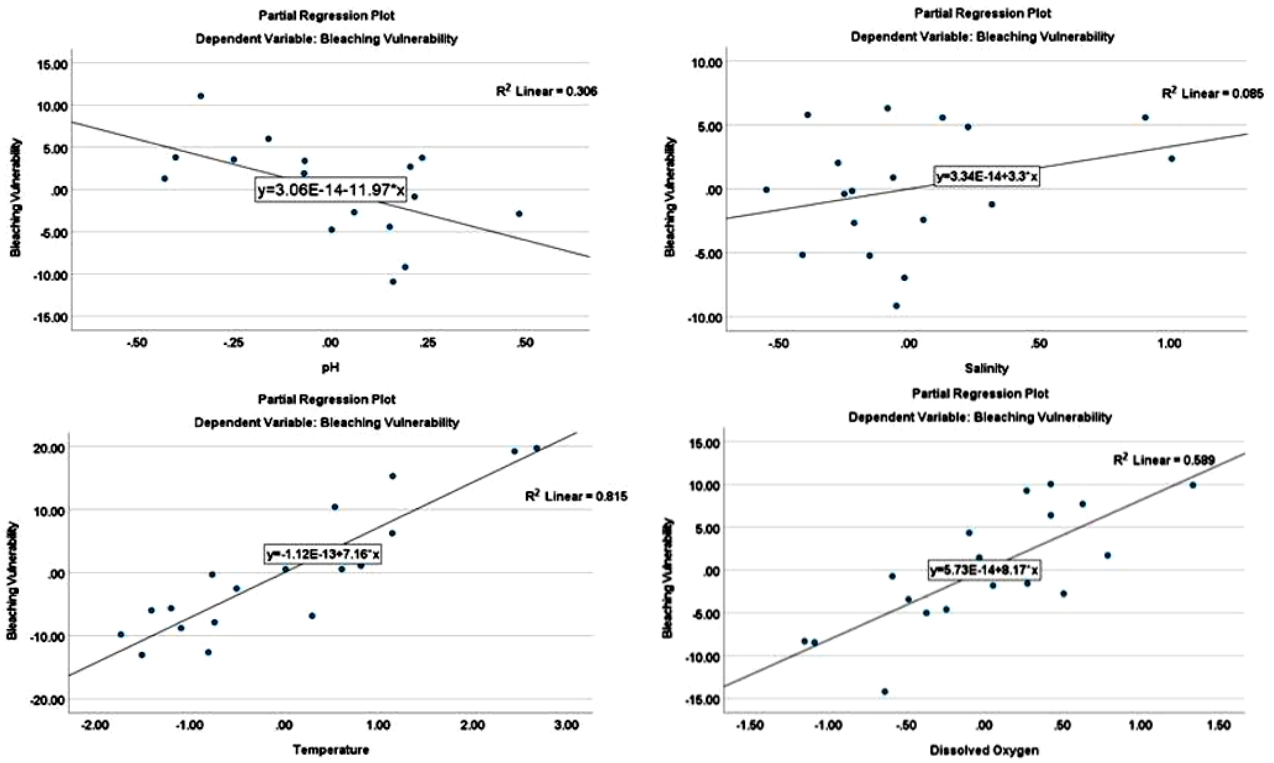 Partial Regression Plot
Dependent Variable: Bleaching Vulnerability
R² Linear = 0.306
15.00
10.00
5.00
.00
-5.00
-10.00
-15.00
Bleaching Vulnerability
y=3.06E-14-11.97*x
-.50
-.25
.00
.25
.50
pH
Partial Regression Plot
Dependent Variable: Bleaching Vulnerability
R² Linear = 0.085
10.00
5.00
.00
-5.00
-10.00
Bleaching Vulnerability
y=3.34E-14+3.3*x
-.50
.00
.50
1.00
Salinity
Partial Regression Plot
Dependent Variable: Bleaching Vulnerability
R² Linear = 0.815
20.00
10.00
.00
-10.00
-20.00
Bleaching Vulnerability
y=-1.12E-13+7.16*x
-2.00
-1.00
.00
1.00
2.00
3.00
Temperature
Partial Regression Plot
Dependent Variable: Bleaching Vulnerability
R² Linear = 0.589
15.00
10.00
5.00
.00
-5.00
-10.00
-15.00
Bleaching Vulnerability
y=5.73E-14+8.17*x
-1.50
-1.00
-.50
.00
.50
1.00
1.50
Dissolved Oxygen